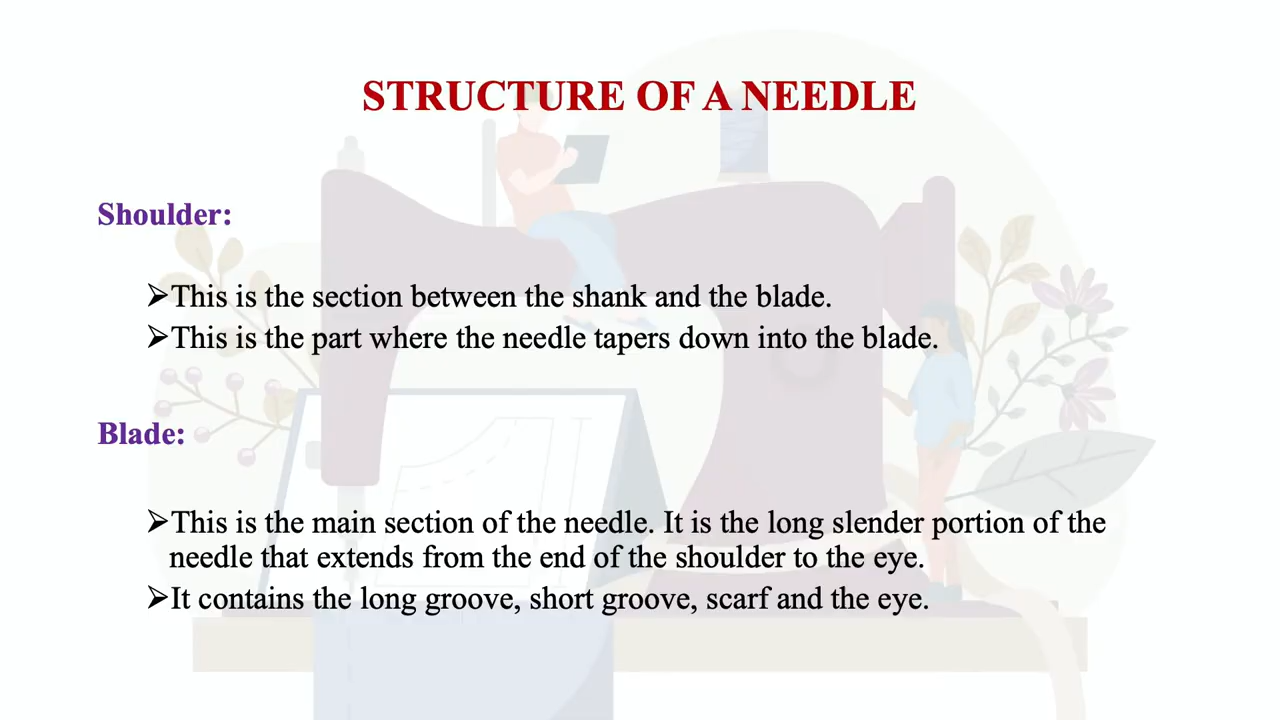 STRUCTURE OF A NEEDLE
Shoulder:
➢This is the section between the shank and the blade.
➢This is the part where the needle tapers down into the blade.
Blade:
➢This is the main section of the needle. It is the long slender portion of the
needle that extends from the end of the shoulder to the eye.
➢It contains the long groove, short groove, scarf and the eye.